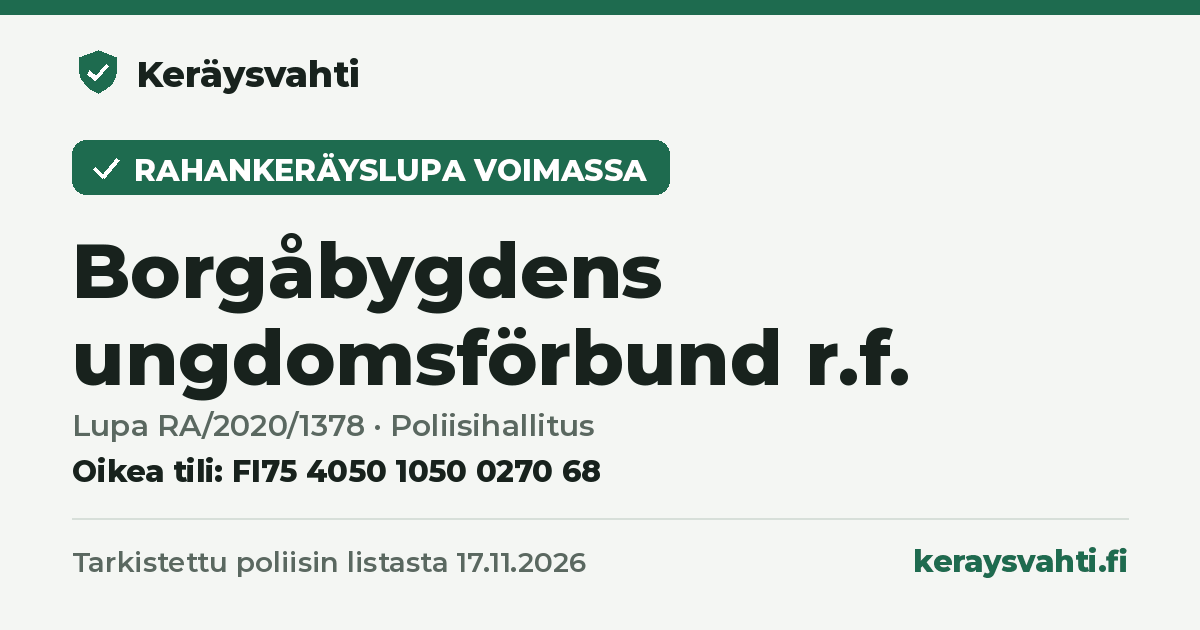 Keräysvahti
RAHANKERÄYSLUPA VOIMASSA
Borgåbygdens
ungdomsförbund r.f.
Lupa RA/2020/1378 · Poliisihallitus
Oikea tili: FI75 4050 1050 0270 68
Tarkistettu poliisin listasta 17.11.2026
keraysvahti.fi